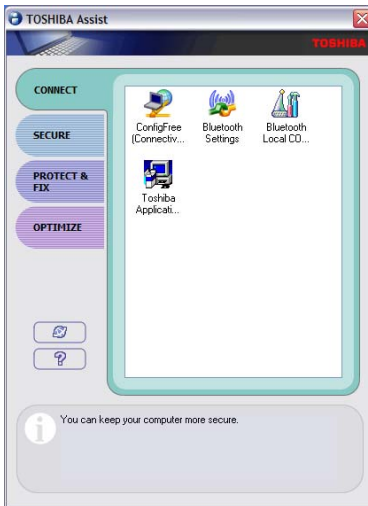 TOSHIBA Assist
TOSHIBA
CONNECT
SECURE
PROTECT &
FIX
OPTIMIZE
ConfigFree
(Connectiv...
Bluetooth
Settings
Bluetooth
Local CO...
Toshiba
Applicati...
?
i
You can keep your computer more secure.